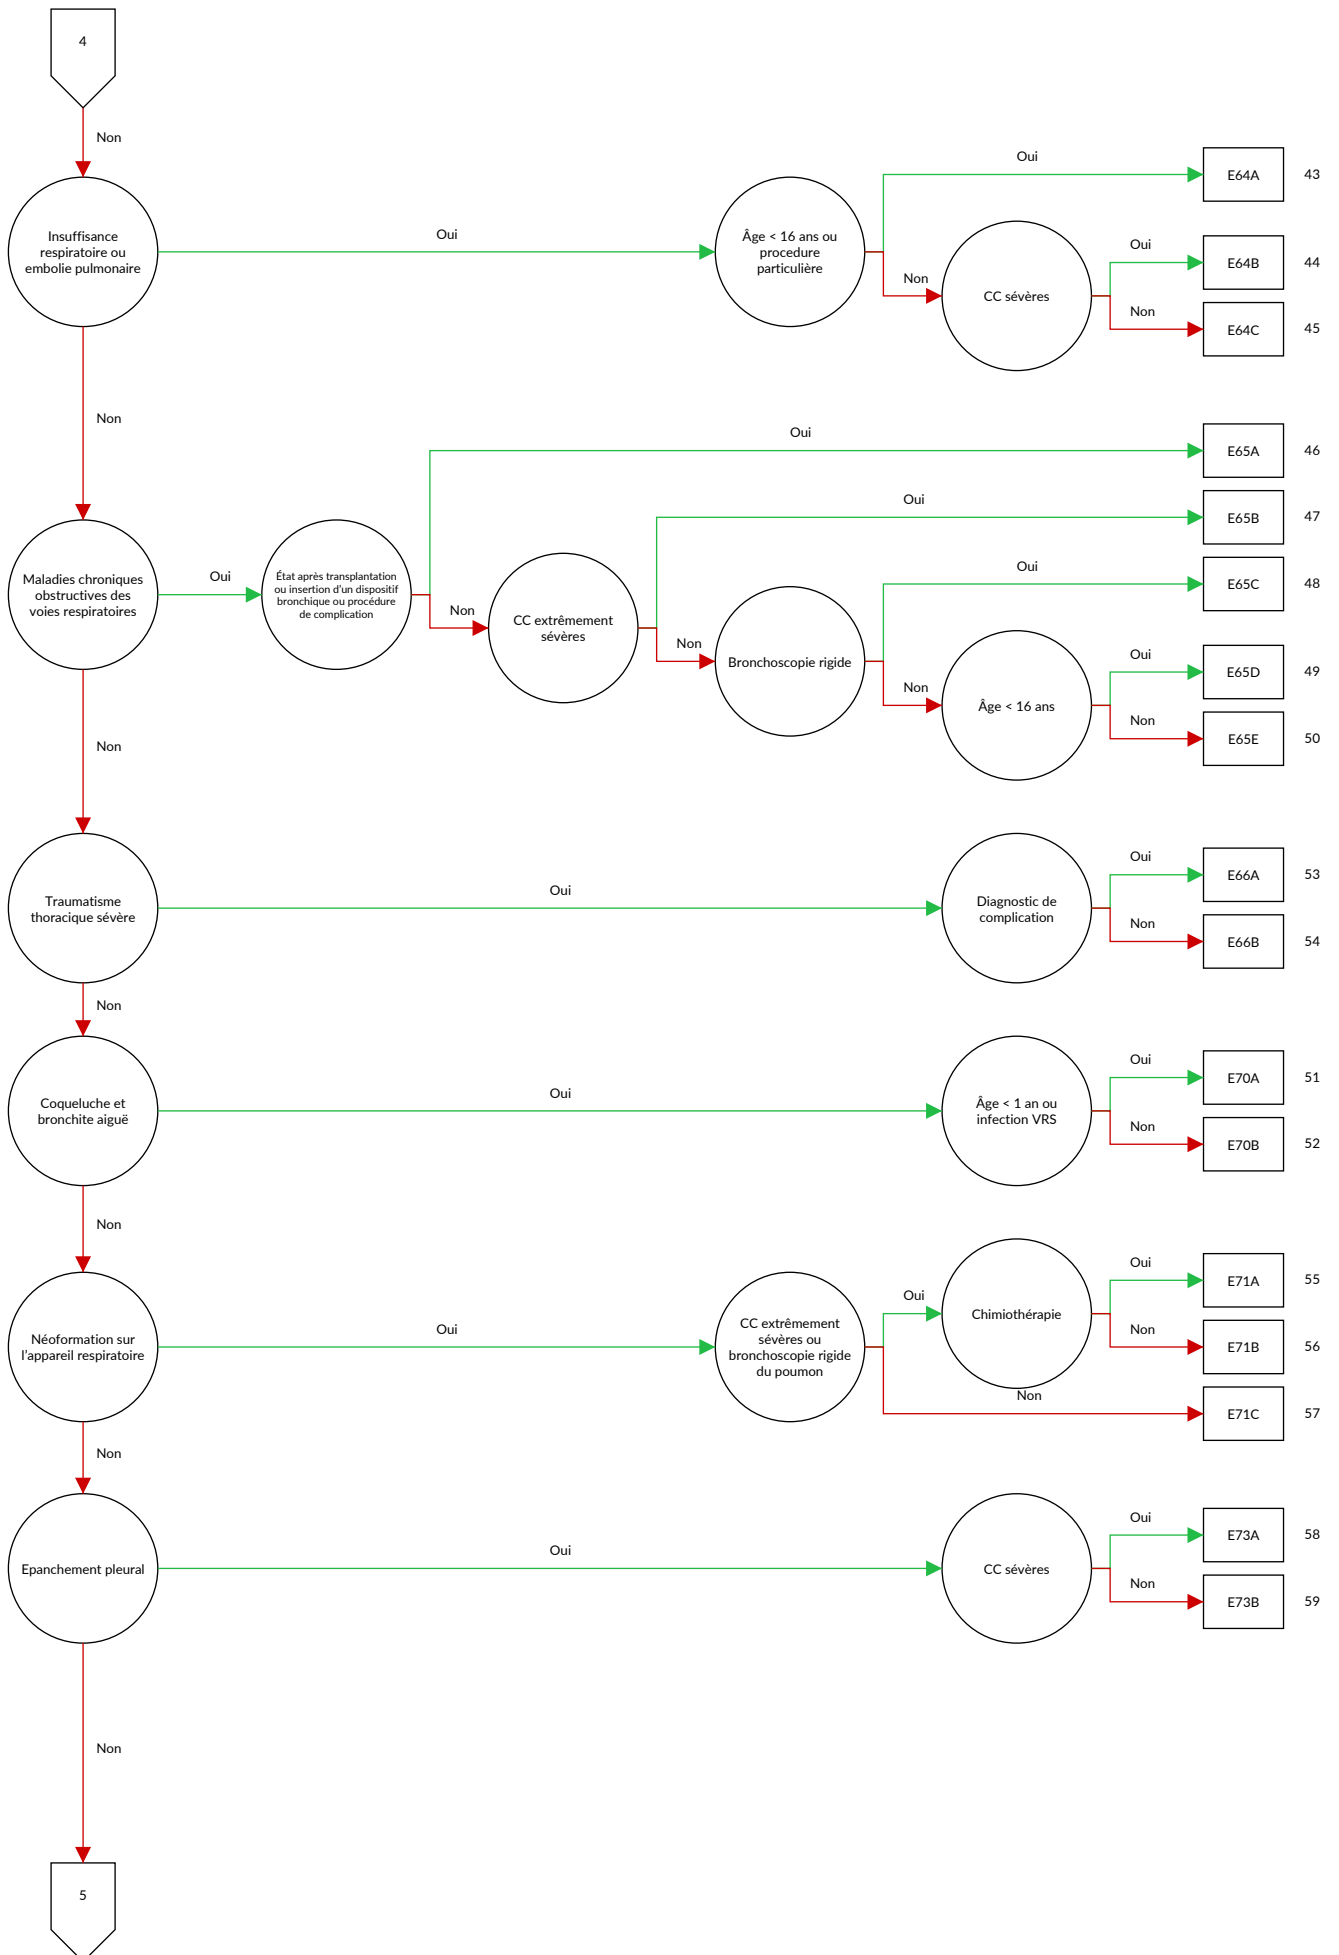 4
Non
Insuffisance
respiratoire ou
embolie pulmonaire
Oui
Âge < 16 ans ou
procedure
particulière
Oui
E64A
43
Non
CC sévères
Oui
E64B
44
Non
E64C
45
Non
Maladies chroniques
obstructives des
voies respiratoires
Oui
État après transplantation
ou insertion d'un dispositif
bronchique ou procédure
de complication
Oui
E65A
46
Non
CC extrêmement
sévères
Oui
E65B
47
Non
Bronchoscopie rigide
Oui
E65C
48
Non
Âge < 16 ans
Oui
E65D
49
Non
E65E
50
Non
Traumatisme
thoracique sévère
Oui
Diagnostic de
complication
Oui
E66A
53
Non
E66B
54
Non
Coqueluche et
bronchite aiguë
Oui
Âge < 1 an ou
infection VRS
Oui
E70A
51
Non
E70B
52
Non
Néoformation sur
l'appareil respiratoire
Oui
CC extrêmement
sévères ou
bronchoscopie rigide
du poumon
Oui
Chimiothérapie
Oui
E71A
55
Non
E71B
56
Non
E71C
57
Non
Epanchement pleural
Oui
CC sévères
Oui
E73A
58
Non
E73B
59
Non
5